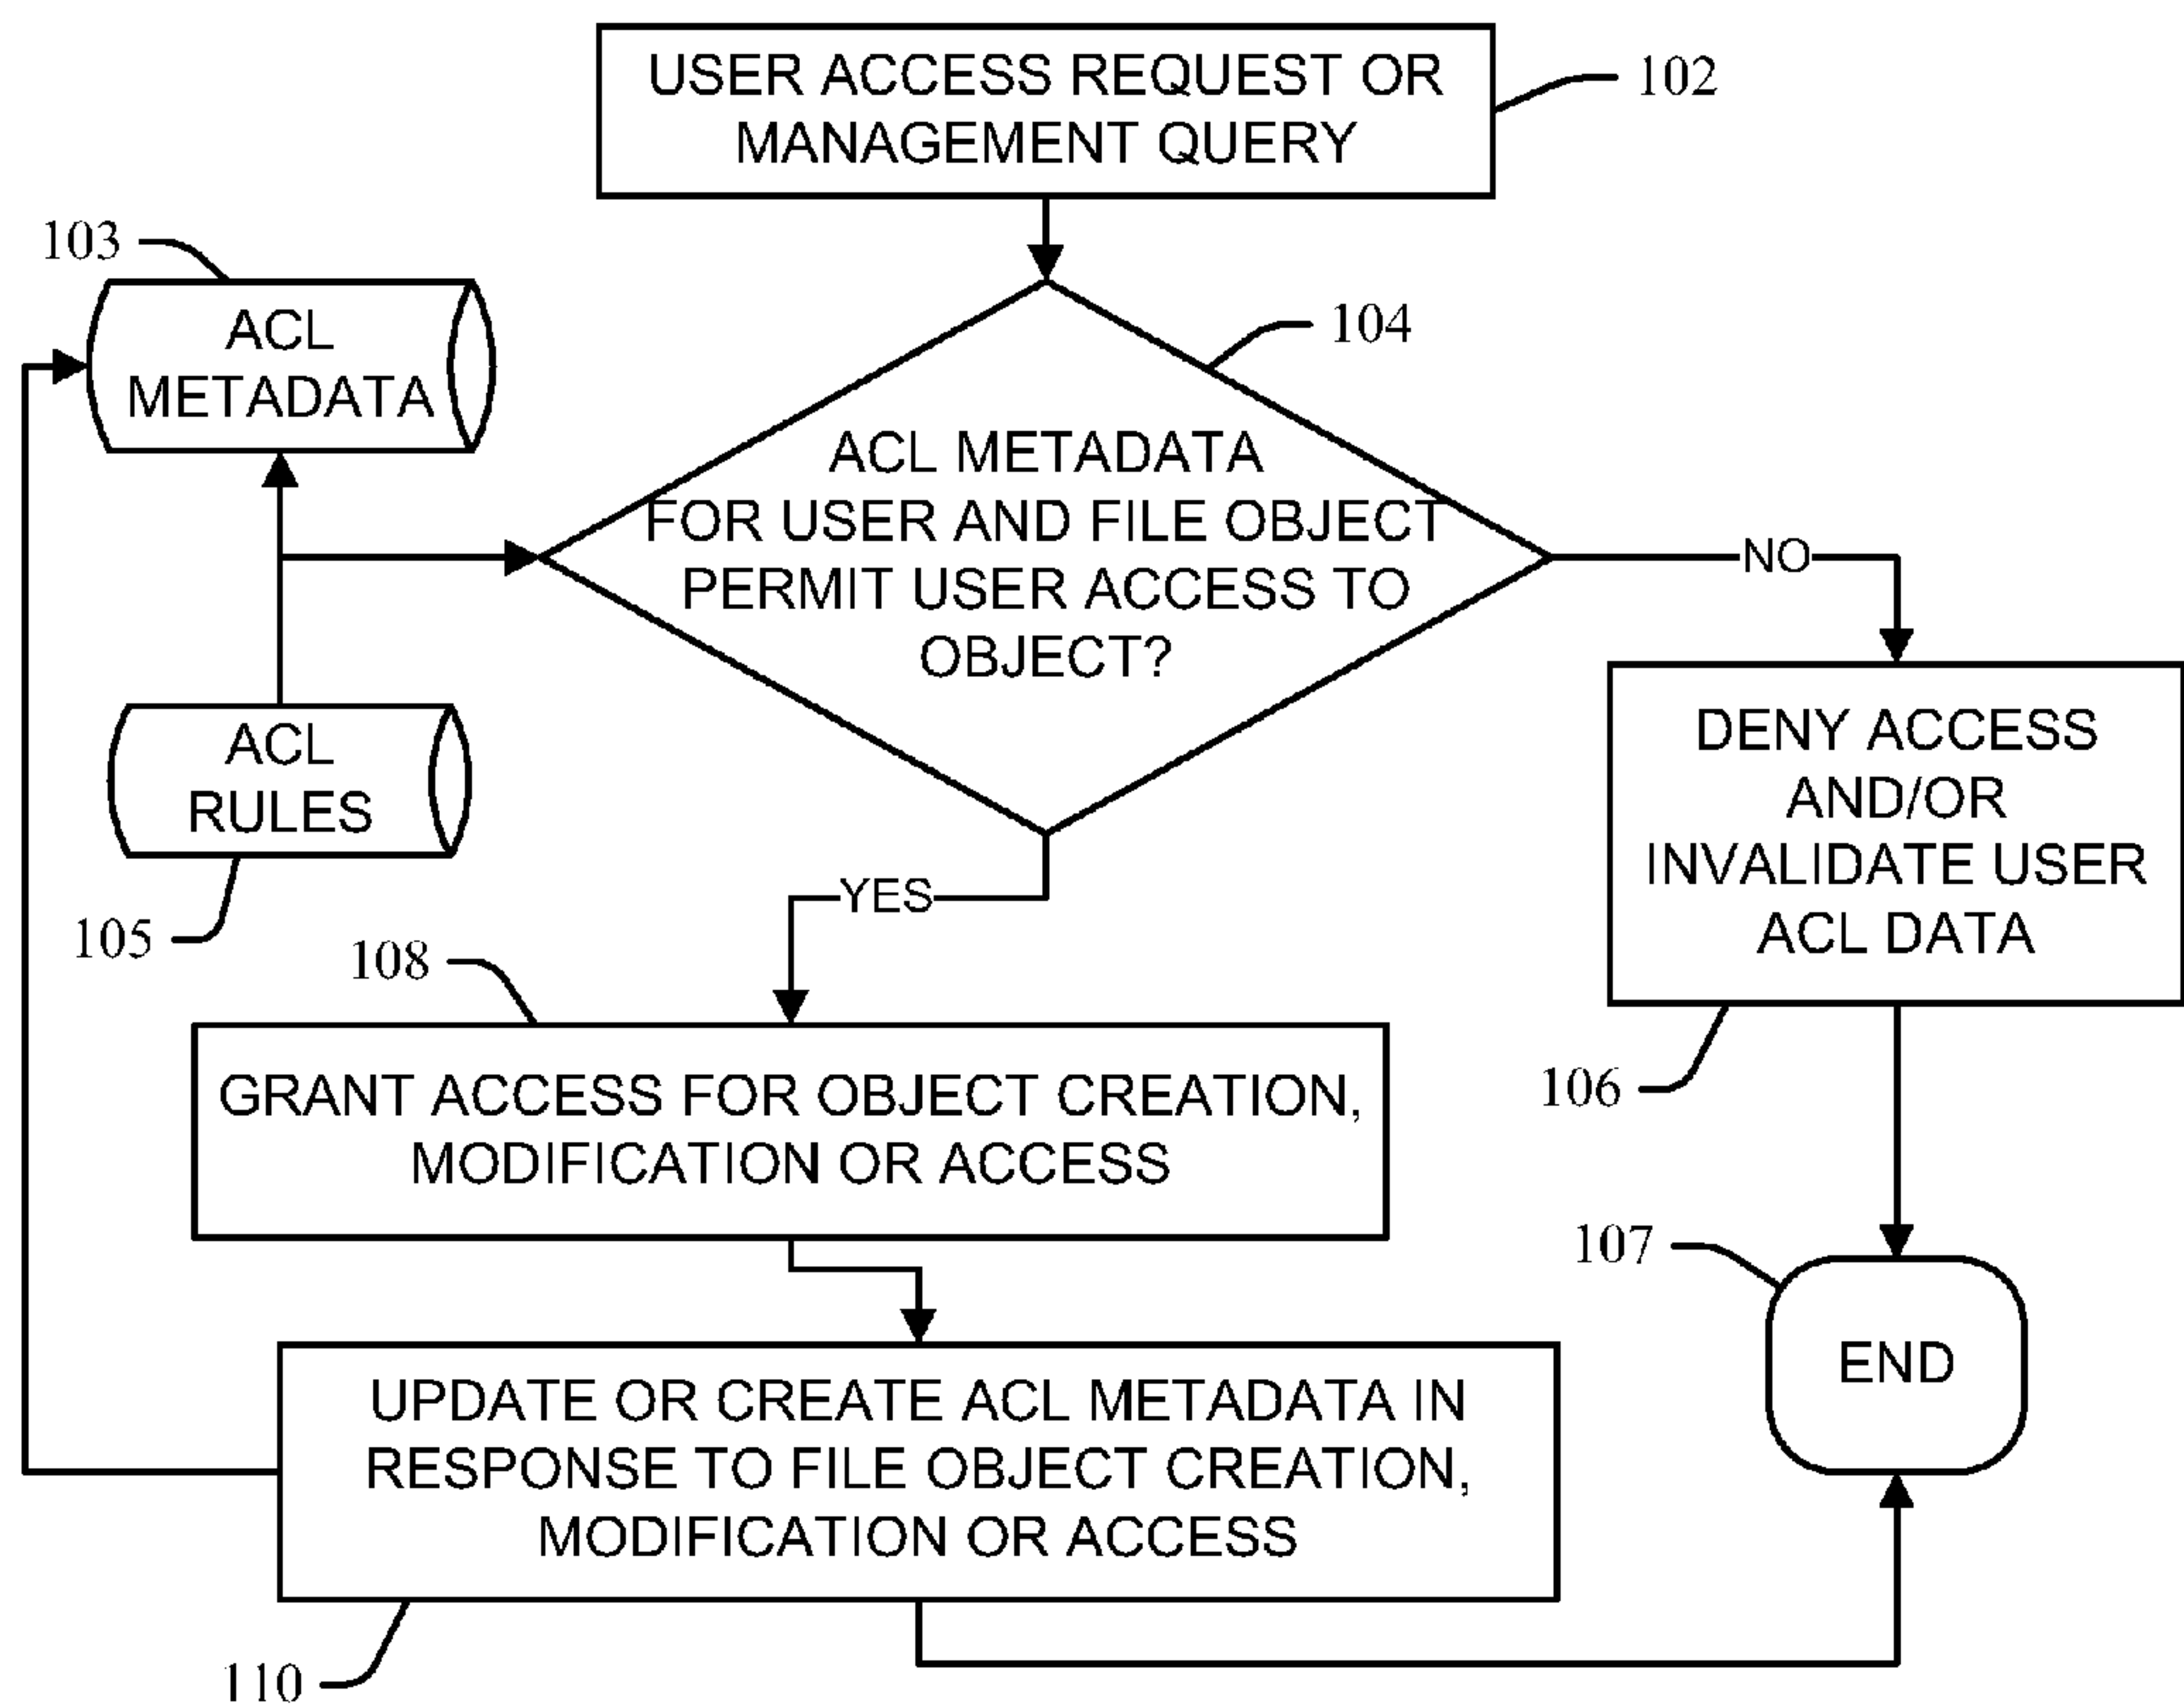 USER ACCESS REQUEST OR
MANAGEMENT QUERY
102
103
ACL
METADATA
104
ACL METADATA
FOR USER AND FILE OBJECT
PERMIT USER ACCESS TO
OBJECT?
NO
ACL
RULES
105
DENY ACCESS
AND/OR
INVALIDATE USER
ACL DATA
106
YES
108
GRANT ACCESS FOR OBJECT CREATION,
MODIFICATION OR ACCESS
107
END
UPDATE OR CREATE ACL METADATA IN
RESPONSE TO FILE OBJECT CREATION,
MODIFICATION OR ACCESS
110